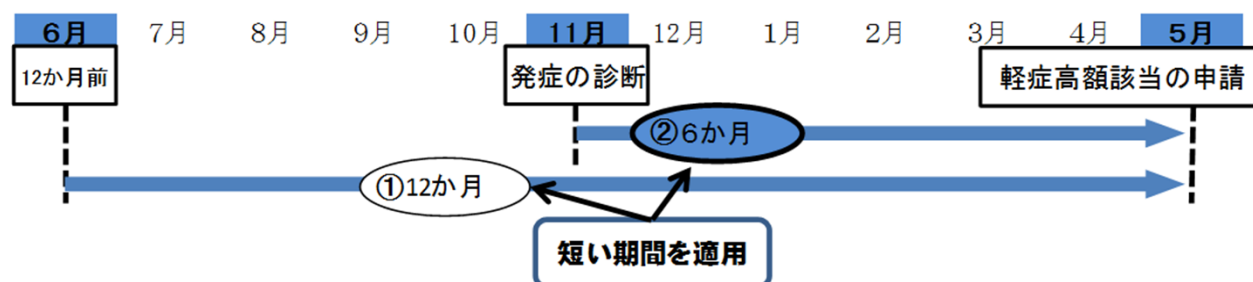 6月 7月 8月 9月 10月 11月 12月 1月 2月 3月 4月 5月
12か月前 発症の診断 軽症高額該当の申請
②6か月
①12か月
短い期間を適用